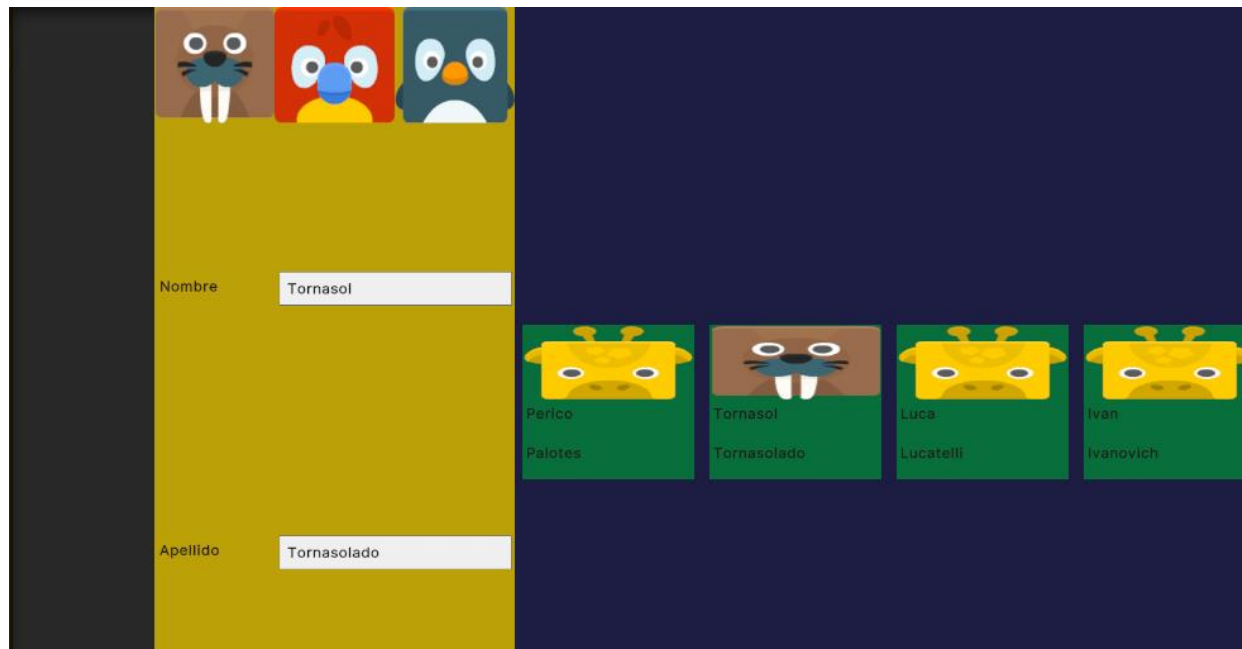 Nombre
Tornasol
Perico
Tornasol
Luca
Ivan
Palotes
Tornasolado
Lucatelli
Ivanovich
Apellido
Tornasolado